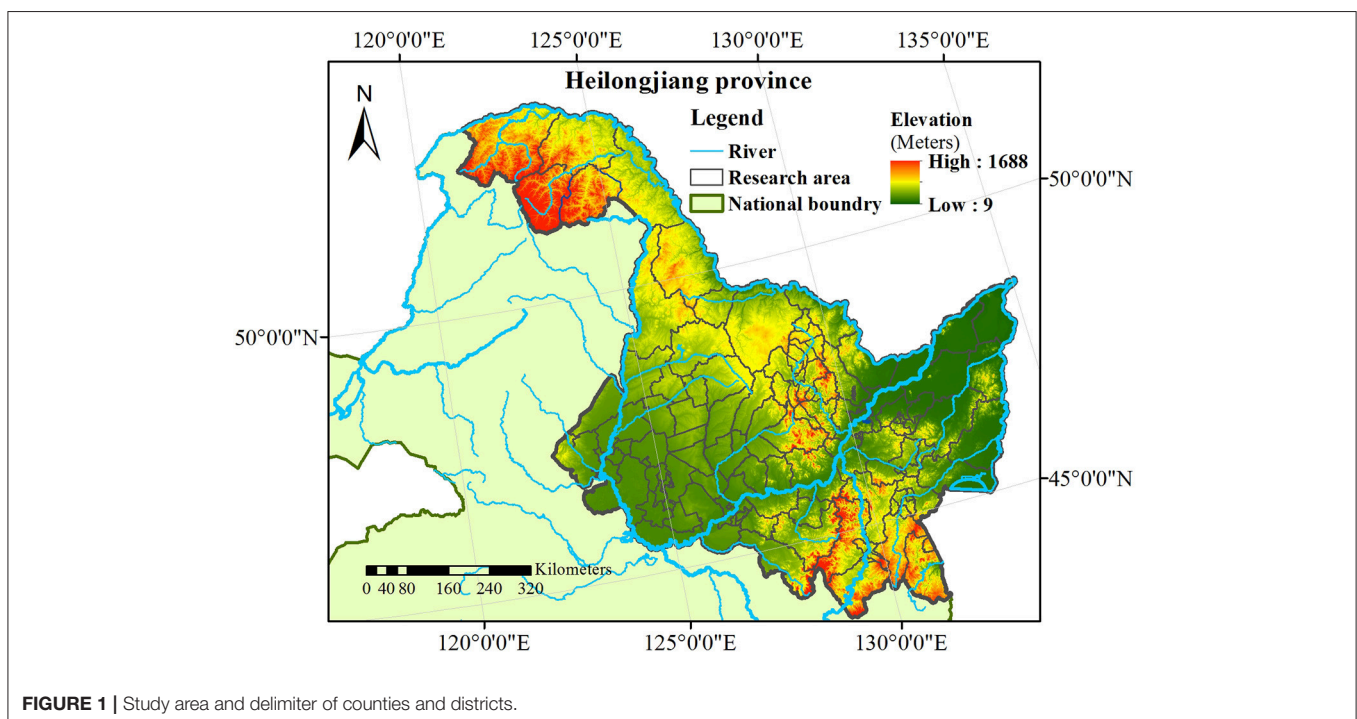 120°0'0"E 125°0'0"E 130°0'0"E 135°0'0"E
Heilongjiang province
N
Legend
River
Research area
National boundry
Elevation
(Meters)
High : 1688
Low : 9
50°0'0"N
50°0'0"N
45°0'0"N
Kilometers
0 40 80 160 240 320
120°0'0"E 125°0'0"E 130°0'0"E
FIGURE 1 | Study area and delimiter of counties and districts.